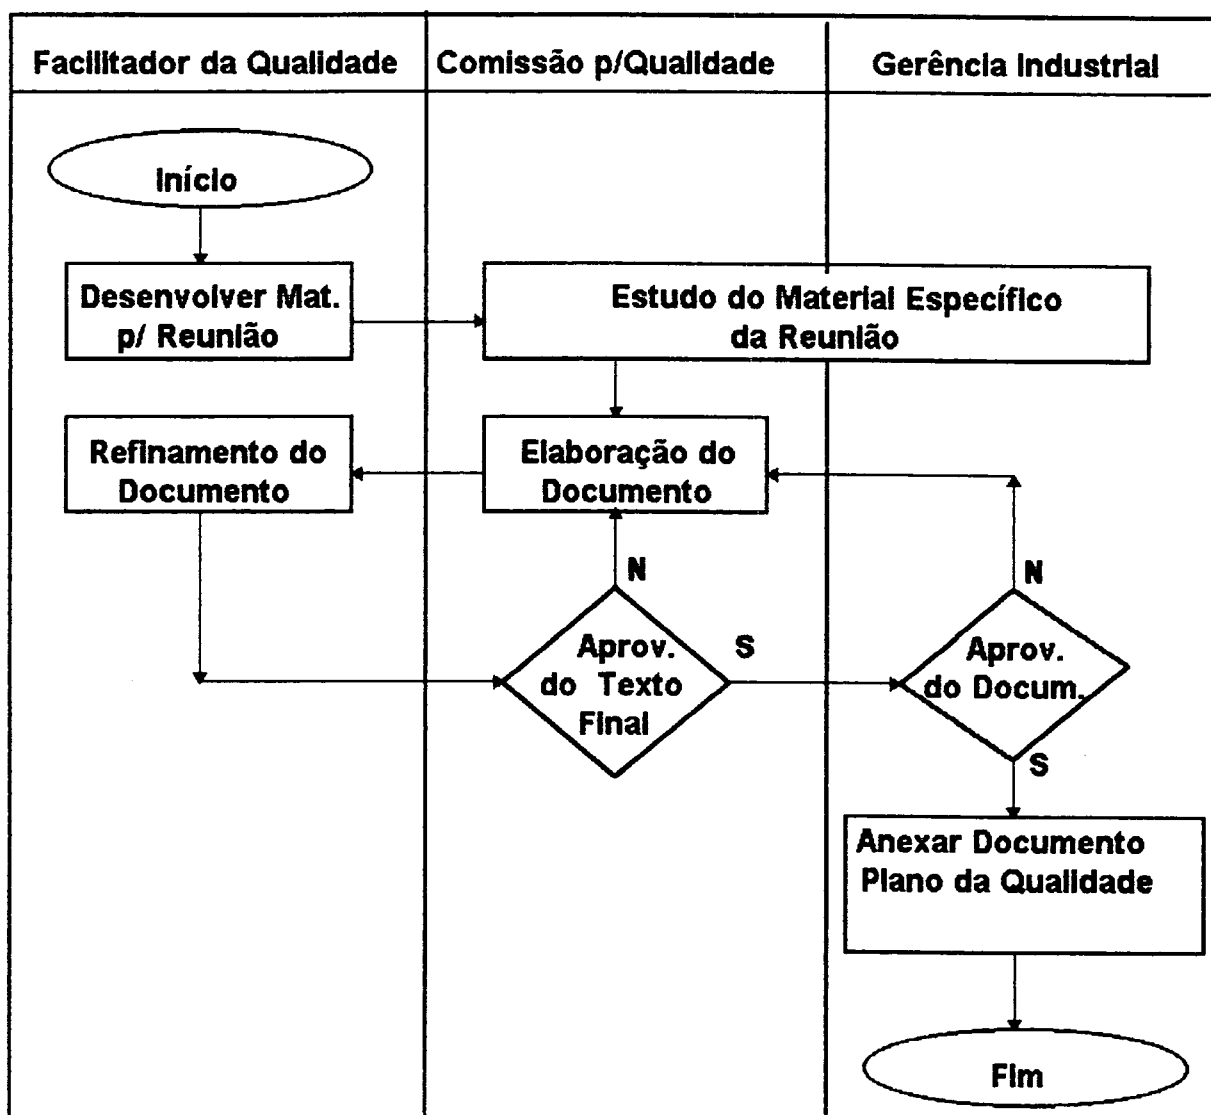 Facilitador da Qualidade
Comissão p/Qualidade
Gerência Industrial
Início
Desenvolver Mat.
p/ Reunião
Estudo do Material Específico
da Reunião
Refinamento do
Documento
Elaboração do
Documento
N
N
Aprov.
do Texto
Final
S
Aprov.
do Docum.
S
Anexar Documento
Plano da Qualidade
Fim